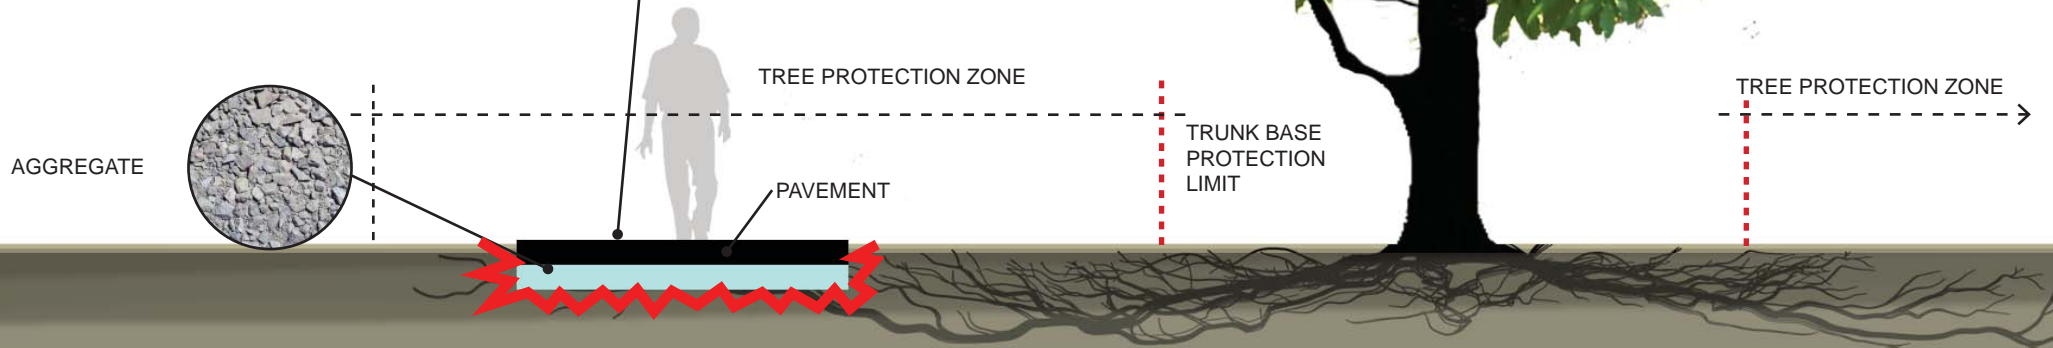 TREE PROTECTION ZONE
TREE PROTECTION ZONE
TRUNK BASE
PROTECTION
LIMIT
AGGREGATE
PAVEMENT